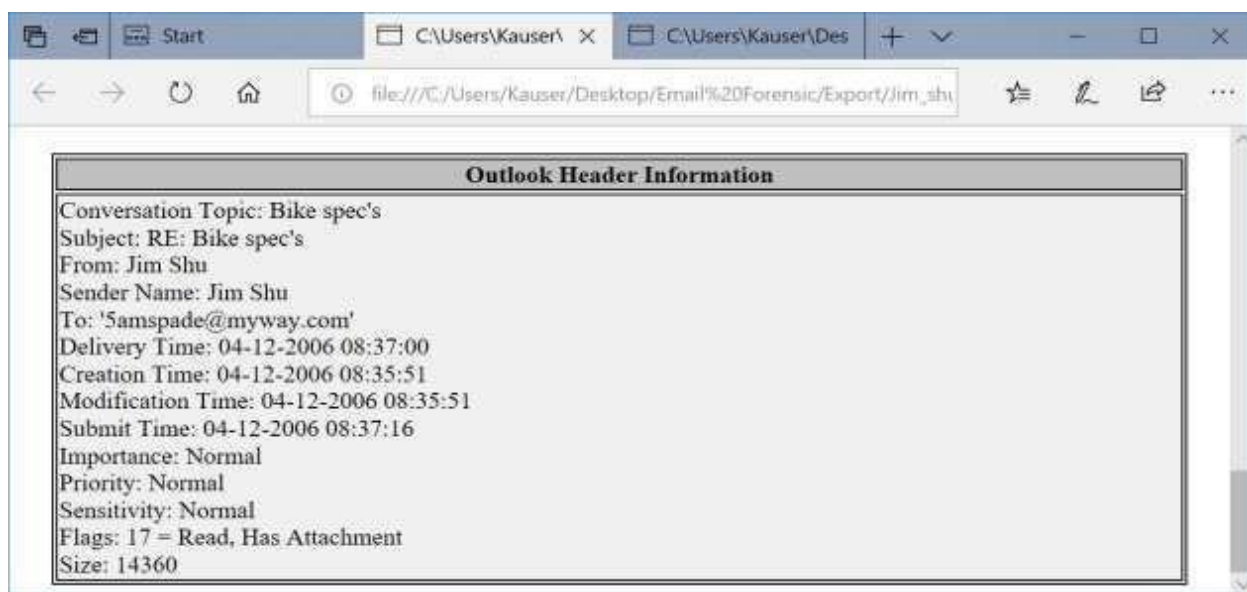 Start
C:\Users\Kauser\
C:\Users\Kauser\Des
file:///C:/Users/Kauser/Desktop/Email%20Forensic/Export/Jim_shu
Outlook Header Information
Conversation Topic: Bike spec's
Subject: RE: Bike spec's
From: Jim Shu
Sender Name: Jim Shu
To: '5amspade@myway.com'
Delivery Time: 04-12-2006 08:37:00
Creation Time: 04-12-2006 08:35:51
Modification Time: 04-12-2006 08:35:51
Submit Time: 04-12-2006 08:37:16
Importance: Normal
Priority: Normal
Sensitivity: Normal
Flags: 17 = Read, Has Attachment
Size: 14360